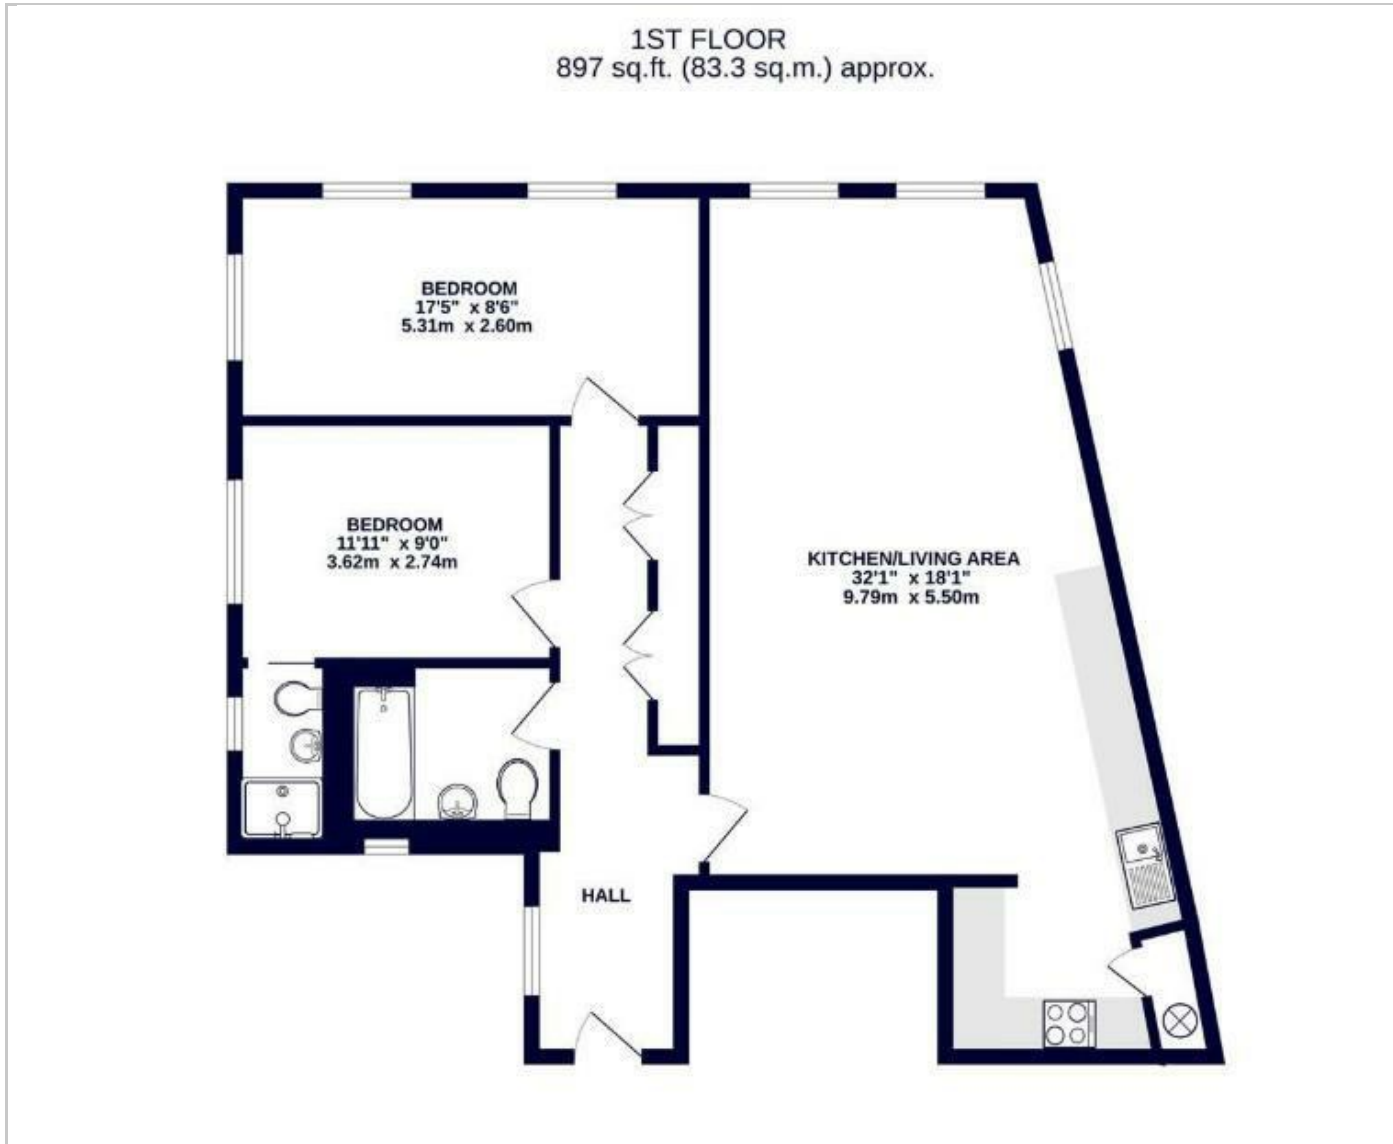 1ST FLOOR
897 sq.ft. (83.3 sq.m.) approx.
BEDROOM
17'5" x 8'6"
5.31m x 2.60m
BEDROOM
11'11" x 9'0"
3.62m x 2.74m
KITCHEN/LIVING AREA
32'1" x 18'1"
9.79m x 5.50m
HALL